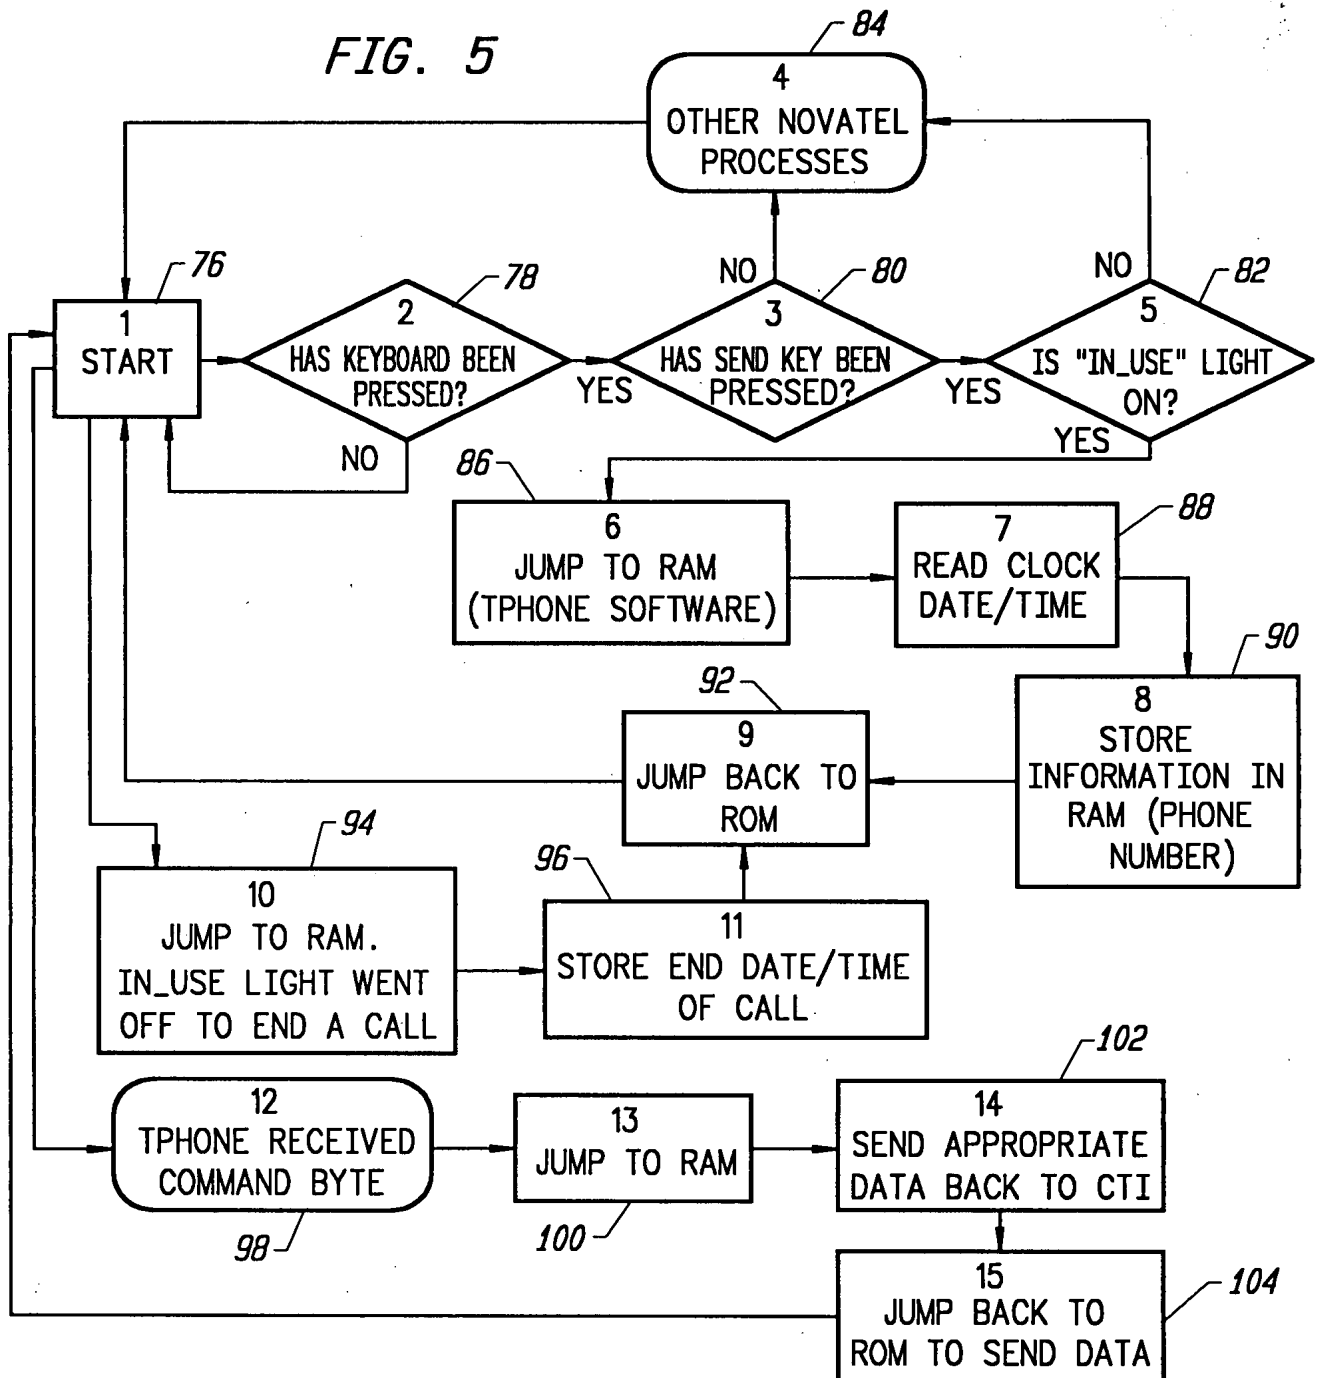 FIG. 5
84
4
OTHER NOVATEL
PROCESSES
76
1
START
78
2
HAS KEYBOARD BEEN
PRESSED?
YES
NO
NO
80
3
HAS SEND KEY BEEN
PRESSED?
YES
NO
82
5
IS "IN_USE" LIGHT
ON?
YES
86
6
JUMP TO RAM
(TPHONE SOFTWARE)
88
7
READ CLOCK
DATE/TIME
90
8
STORE
INFORMATION IN
RAM (PHONE
NUMBER)
92
9
JUMP BACK TO
ROM
94
10
JUMP TO RAM.
IN_USE LIGHT WENT
OFF TO END A CALL
96
11
STORE END DATE/TIME
OF CALL
12
TPHONE RECEIVED
COMMAND BYTE
98
13
JUMP TO RAM
100
102
14
SEND APPROPRIATE
DATA BACK TO CTI
104
15
JUMP BACK TO
ROM TO SEND DATA